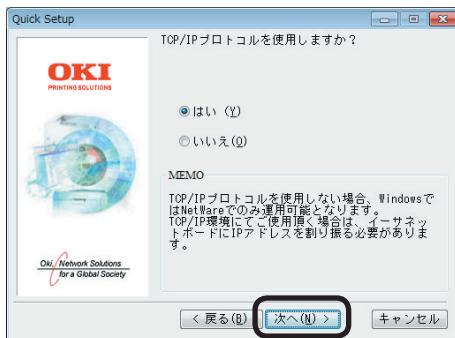 Quick Setup
TCP/IPプロトコルを使用しますか？
OKI
PRINTING SOLUTIONS
はい (Y)
いいえ(O)
MEMO
TCP/IPプロトコルを使用しない場合、Windowsで
はNetWareでのみ運用可能となります。
TCP/IP環境にてご使用頂く場合は、イーサネッ
トボードにIPアドレスを割り振る必要がありま
す。
Oki, Network Solutions
for a Global Society
< 戻る(B)
次へ(N) >
キャンセル